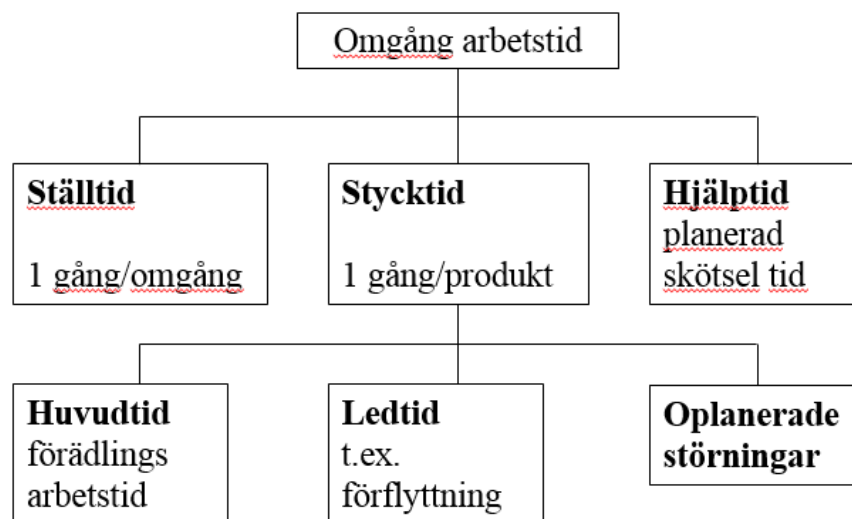 Omgång arbetstid
Ställtid
1 gång/omgång
Stycktid
1 gång/produkt
Hjälptid
planerad
skötsel tid
Huvudtid
förädlings
arbetstid
Ledtid
t.ex.
förflyttning
Oplanerade
störningar